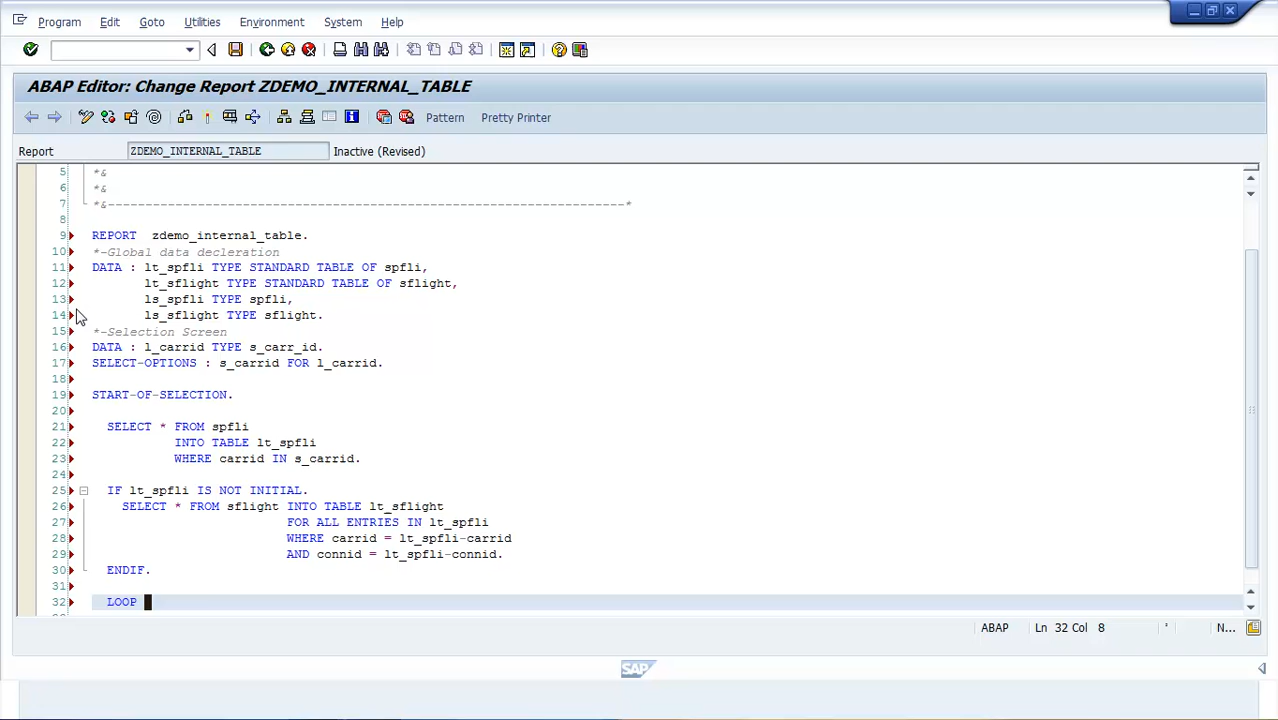 Program Edit Goto Utilities Environment System Help
ABAP Editor: Change Report ZDEMO_INTERNAL_TABLE
Pattern Pretty Printer
Report ZDEMO_INTERNAL_TABLE Inactive (Revised)
5 *&
6 *&
7 *&---------------------------------------------------------------------*
8
9 REPORT zdemo_internal_table.
10 *-Global data decleration
11 DATA : lt_spfli TYPE STANDARD TABLE OF spfli,
12 lt_sflight TYPE STANDARD TABLE OF sflight,
13 ls_spfli TYPE spfli,
14 ls_sflight TYPE sflight.
15 *-Selection Screen
16 DATA : l_carrid TYPE s_carr_id.
17 SELECT-OPTIONS : s_carrid FOR l_carrid.
18
19 START-OF-SELECTION.
20
21 SELECT * FROM spfli
22 INTO TABLE lt_spfli
23 WHERE carrid IN s_carrid.
24
25 IF lt_spfli IS NOT INITIAL.
26 SELECT * FROM sflight INTO TABLE lt_sflight
27 FOR ALL ENTRIES IN lt_spfli
28 WHERE carrid = lt_spfli-carrid
29 AND connid = lt_spfli-connid.
30 ENDIF.
31
32 LOOP
ABAP Ln 32 Col 8 N...
SAP